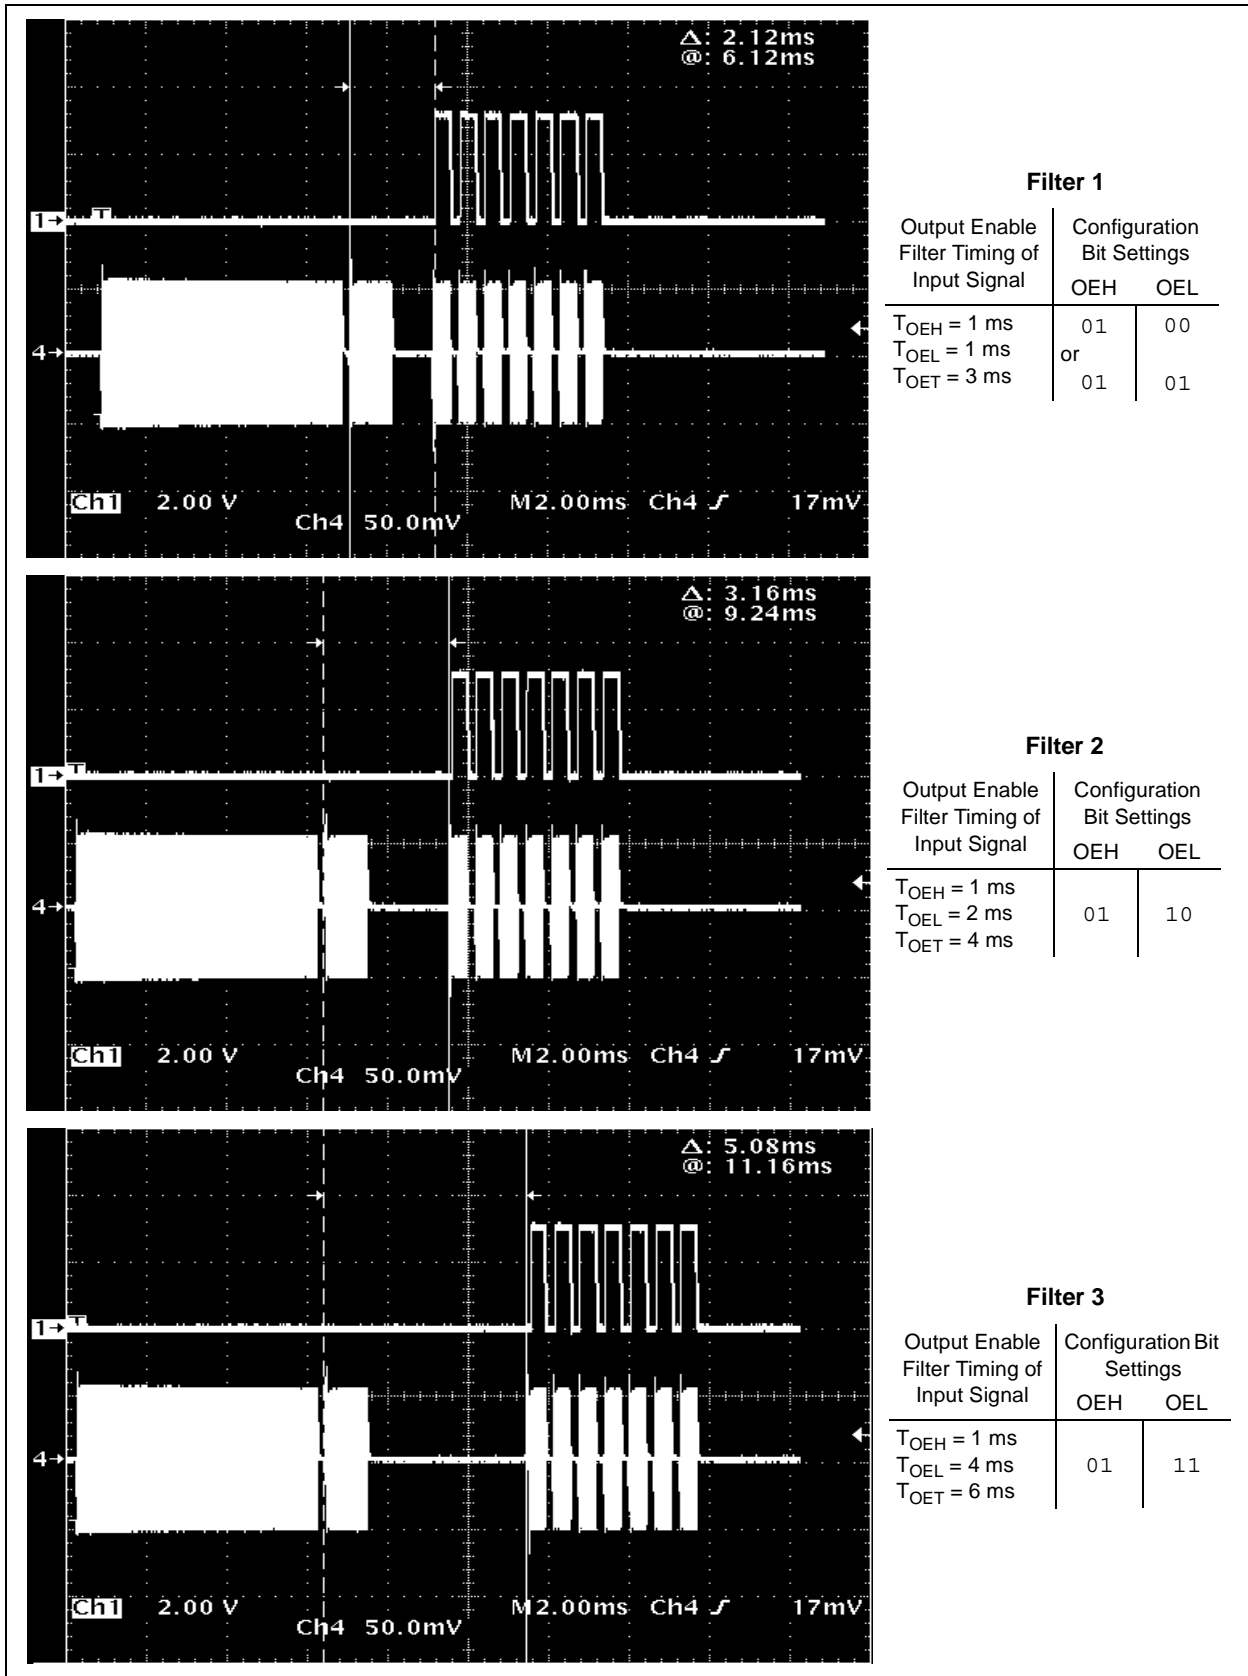 Δ: 2.12ms
@: 6.12ms
1→
T
4→
Ch1 2.00 V M2.00ms Ch4 ƒ 17mV
Ch4 50.0mV
Filter 1
Output Enable
Filter Timing of
Input Signal
Configuration
Bit Settings
OEH OEL
TOEH = 1 ms 01 00
TOEL = 1 ms or
TOET = 3 ms 01 01
Δ: 3.16ms
@: 9.24ms
1→
T
4→
Ch1 2.00 V M2.00ms Ch4 ƒ 17mV
Ch4 50.0mV
Filter 2
Output Enable
Filter Timing of
Input Signal
Configuration
Bit Settings
OEH OEL
TOEH = 1 ms
TOEL = 2 ms 01 10
TOET = 4 ms
Δ: 5.08ms
@: 11.16ms
1→
T
4→
Ch1 2.00 V M2.00ms Ch4 ƒ 17mV
Ch4 50.0mV
Filter 3
Output Enable
Filter Timing of
Input Signal
Configuration Bit
Settings
OEH OEL
TOEH = 1 ms
TOEL = 4 ms 01 11
TOET = 6 ms